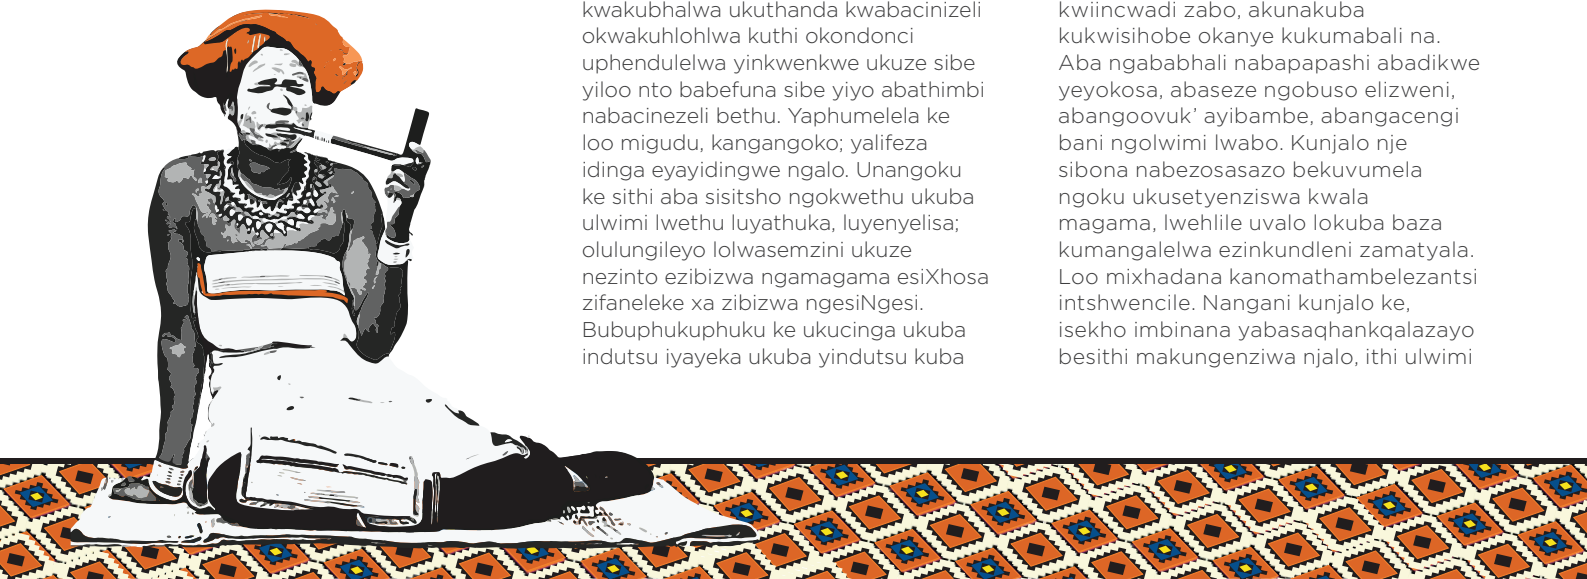 kwakubhalwa ukuthanda kwabacinizeli
okwakuhlohlwa kuthi okondonci
uphendulelwa yinkwenkwe ukuze sibe
yiloo nto babefuna sibe yiyo abathimbi
nabacinezeli bethu. Yaphumelela ke
loo migudu, kangangoko; yalifeza
idinga eyayidingwe ngalo. Unangoku
ke sithi aba sisitsho ngokwethu ukuba
ulwimi lwethu luyathuka, luyenyelisa;
olulungileyo lolwasemzini ukuze
nezinto ezibizwa ngamagama esiXhosa
zifaneleke xa zibizwa ngesiNgesi.
Bubuphukuphuku ke ukucinga ukuba
indutsu iyayeka ukuba yindutsu kuba
kwiincwadi zabo, akunakuba
kukwisihobe okanye kukumabali na.
Aba ngababhali nabapapashi abadikwe
yeyokosa, abaseze ngobuso elizweni,
abangoovuk’ ayibambe, abangacengi
bani ngolwimi lwabo. Kunjalo nje
sibona nabezosasazo bekuvumela
ngoku ukusetyenziswa kwala
magama, lwehlile uvalo lokuba baza
kumangalelwa ezinkundleni zamatyala.
Loo mixhadana kanomathambelezantsi
intshwencile. Nangani kunjalo ke,
isekho imbinana yabasaqhankqalazayo
besithi makungenziwa njalo, ithi ulwimi